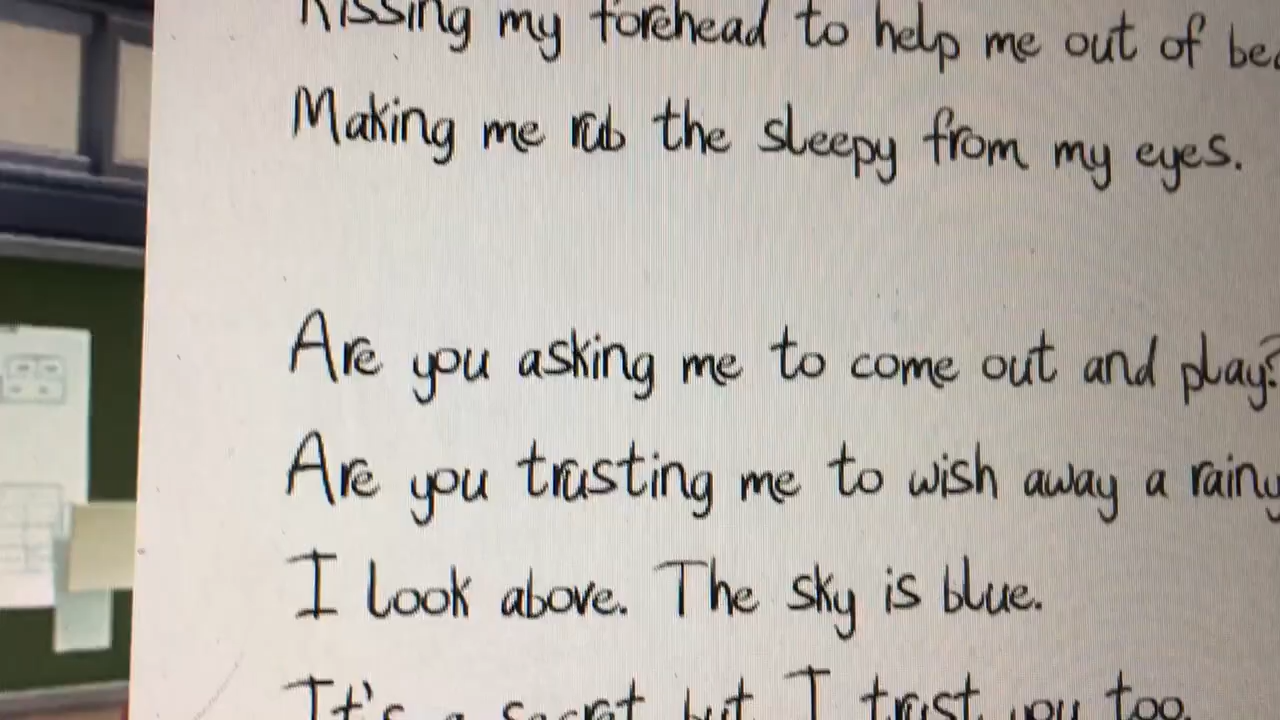 Kissing my forehead to help me out of
Making me rub the sleepy from my eyes.
Are you asking me to come out and play?
Are you trusting me to wish away a rainy
I look above. The sky is blue.
It's a secret but I trust you too.